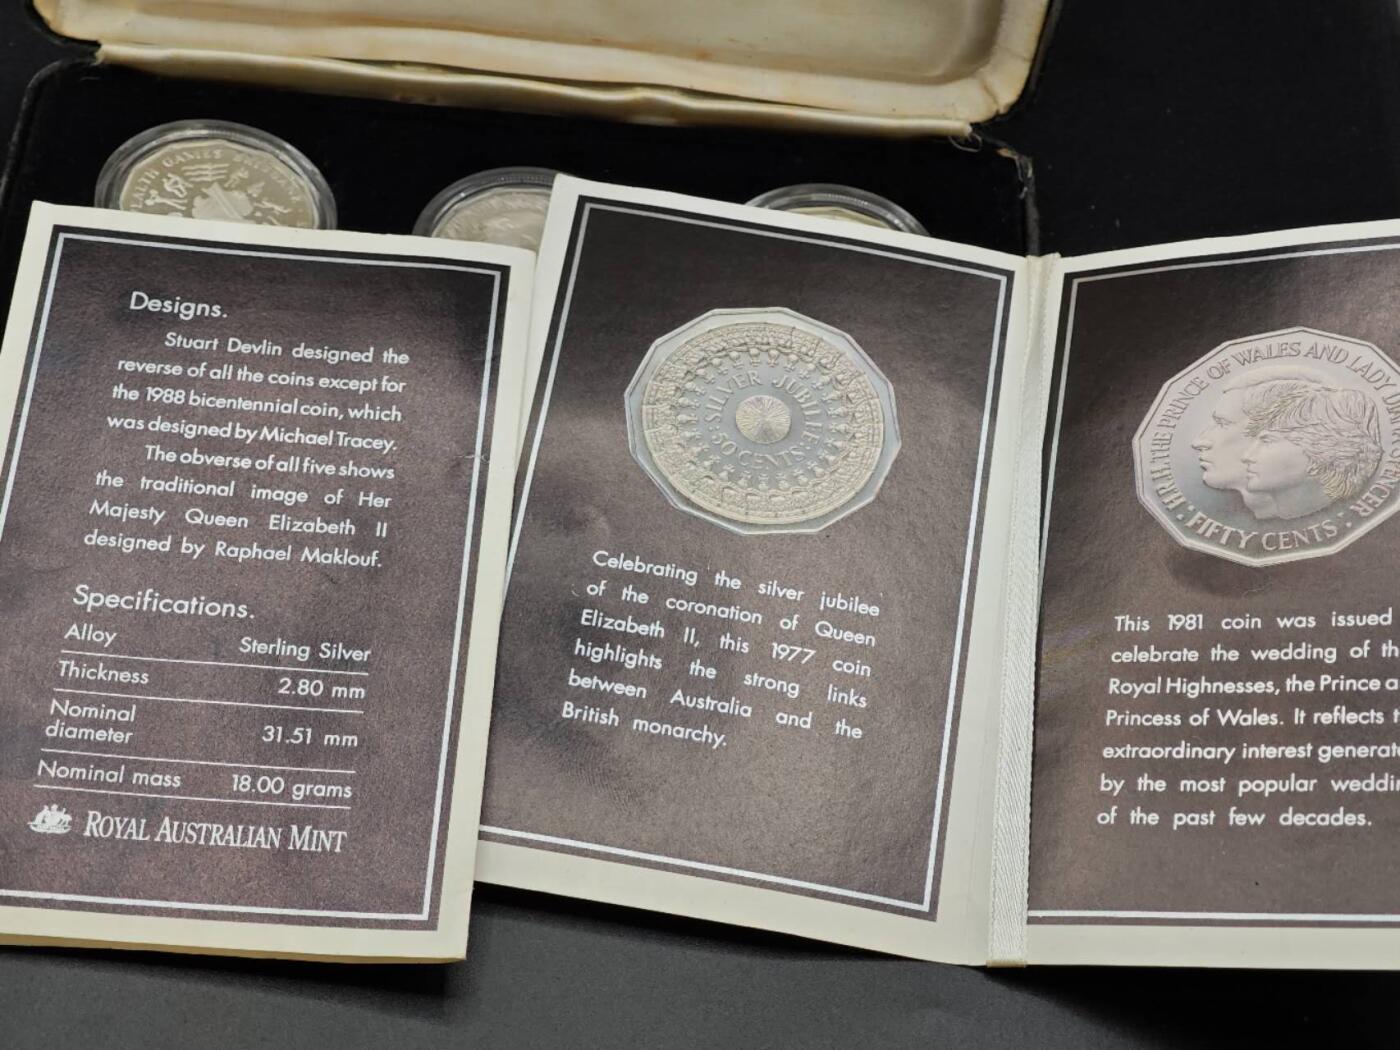 ALTH GAMES BRISBANE
Designs.
Stuart Devlin designed the
reverse of all the coins except for
the 1988 bicentennial coin, which
was designed by Michael Tracey.
The obverse of all five shows
the traditional image of Her
Majesty Queen Elizabeth II
designed by Raphael Maklouf.
Specifications.
Alloy Sterling Silver
Thickness 2.80 mm
Nominal
diameter 31.51 mm
Nominal mass 18.00 grams
ROYAL AUSTRALIAN MINT
SILVER JUBILEE
50 CENTS
Celebrating the silver jubilee
of the coronation of Queen
Elizabeth II, this 1977 coin
highlights the strong links
between Australia and the
British monarchy.
H.R.H. THE PRINCE OF WALES AND LADY SPENCER
FIFTY CENTS
This 1981 coin was issued
celebrate the wedding of th
Royal Highnesses, the Prince a
Princess of Wales. It reflects t
extraordinary interest generat
by the most popular weddin
of the past few decades.